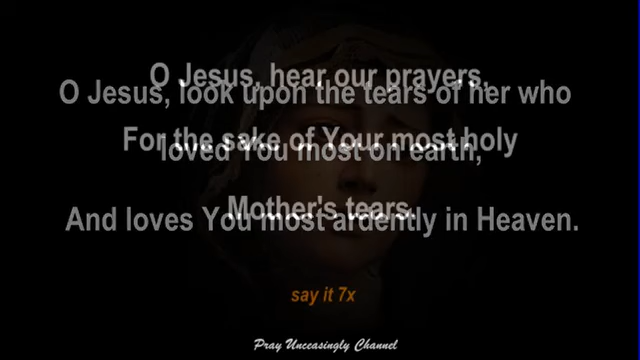 O Jesus, hear our prayers,
O Jesus, look upon the tears of her who
For the sake of Your most holy
loved You most on earth,
Mother's tears.
And loves You most ardently in Heaven.
say it 7x
Pray Unceasingly Channel